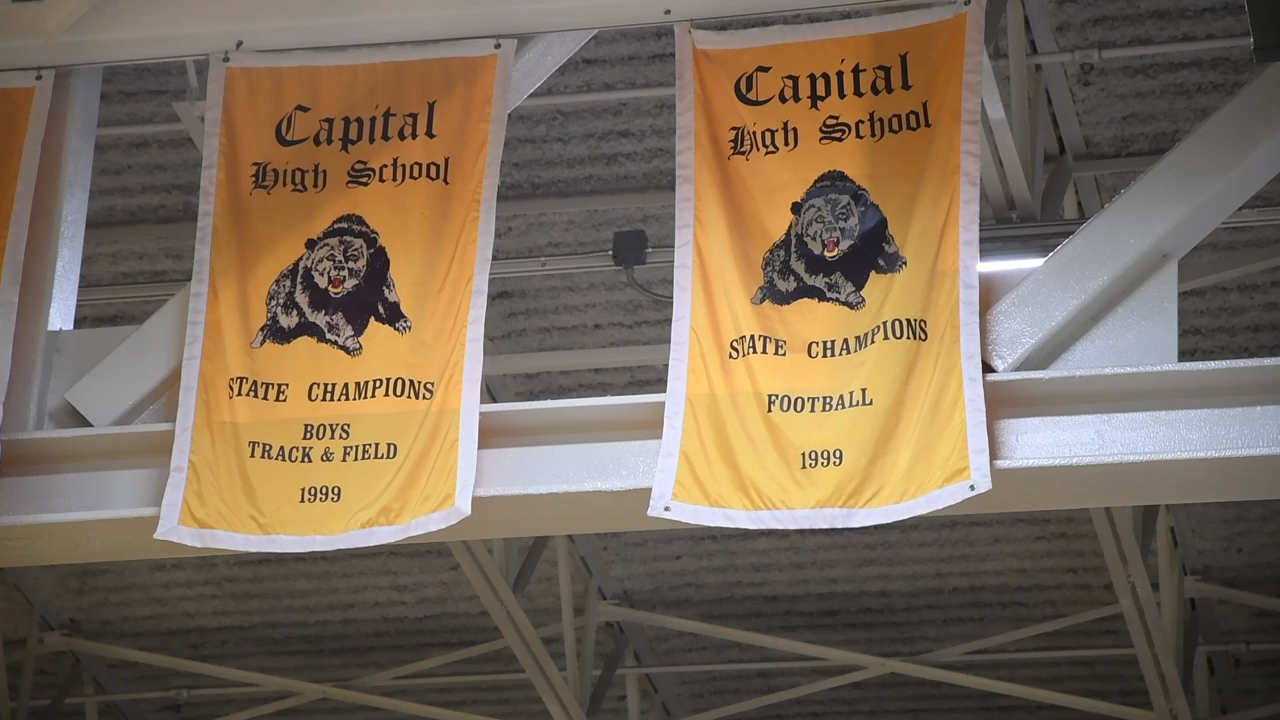 Capital
High School
STATE CHAMPIONS
BOYS
TRACK & FIELD
1999
Capital
High School
STATE CHAMPIONS
FOOTBALL
1999